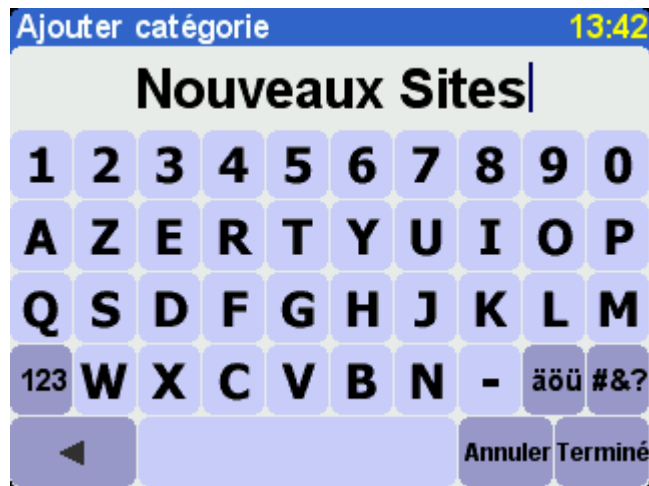 Ajouter catégorie 13:42
Nouveaux Sites
1 2 3 4 5 6 7 8 9 0
A Z E R T Y U I O P
Q S D F G H J K L M
123 W X C V B N - äöü #&?
Annuler Terminé